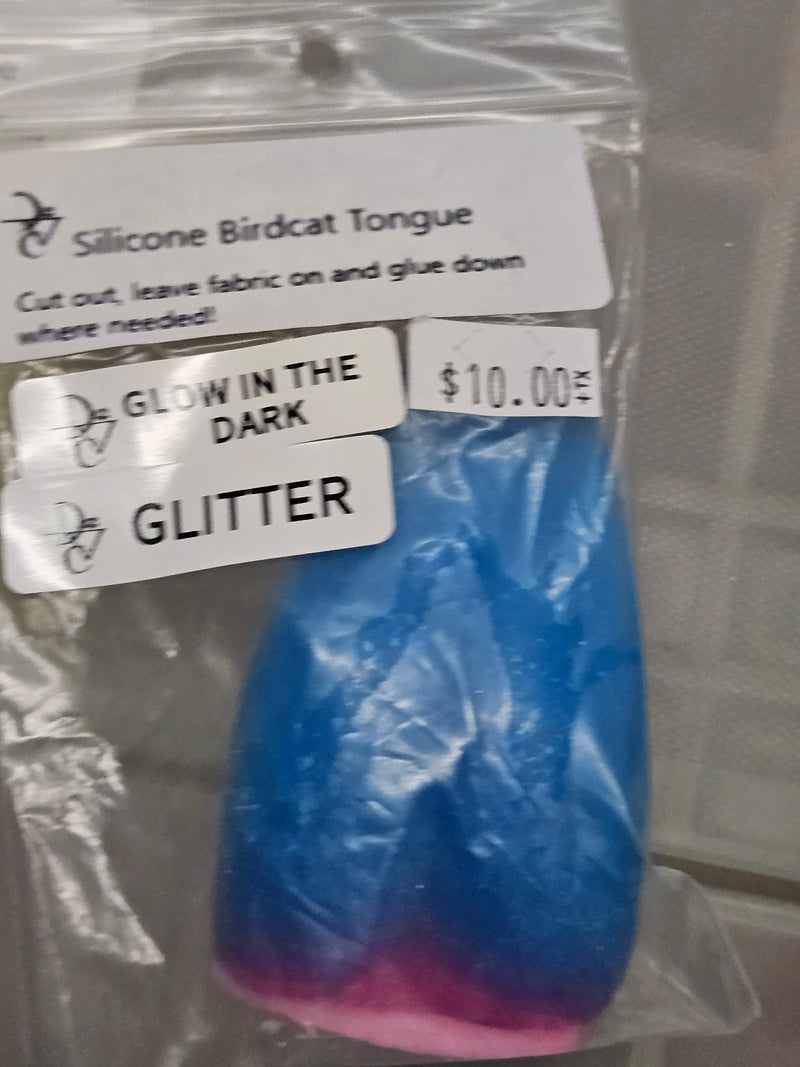 Silicone Birdcat Tongue
Cut out, leave fabric on and glue down
where needed!
GLOW IN THE
DARK
$10.00+TX
GLITTER